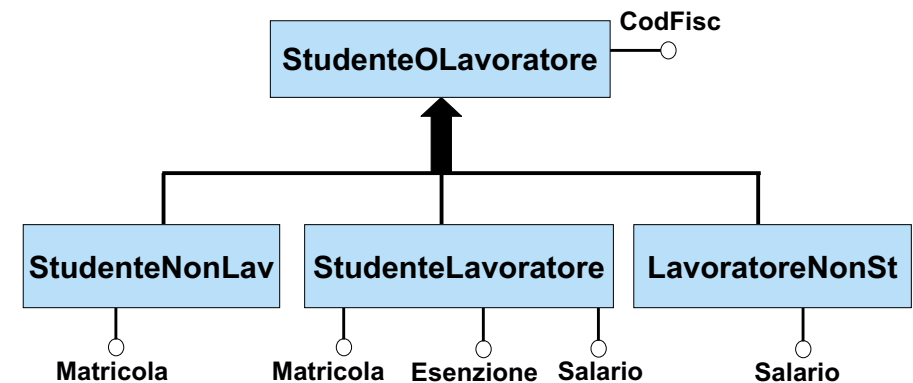 CodFisc
StudenteOLavoratore
StudenteNonLav
StudenteLavoratore
LavoratoreNonSt
Matricola
Matricola
Esenzione
Salario
Salario